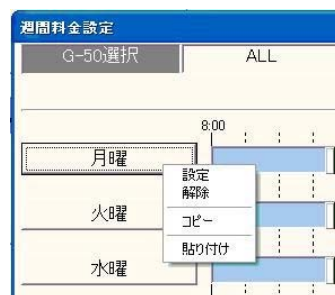 週間料金設定
G-50選択 ALL
8:00
月曜
設定
解除
火曜
コピー
貼り付け
水曜